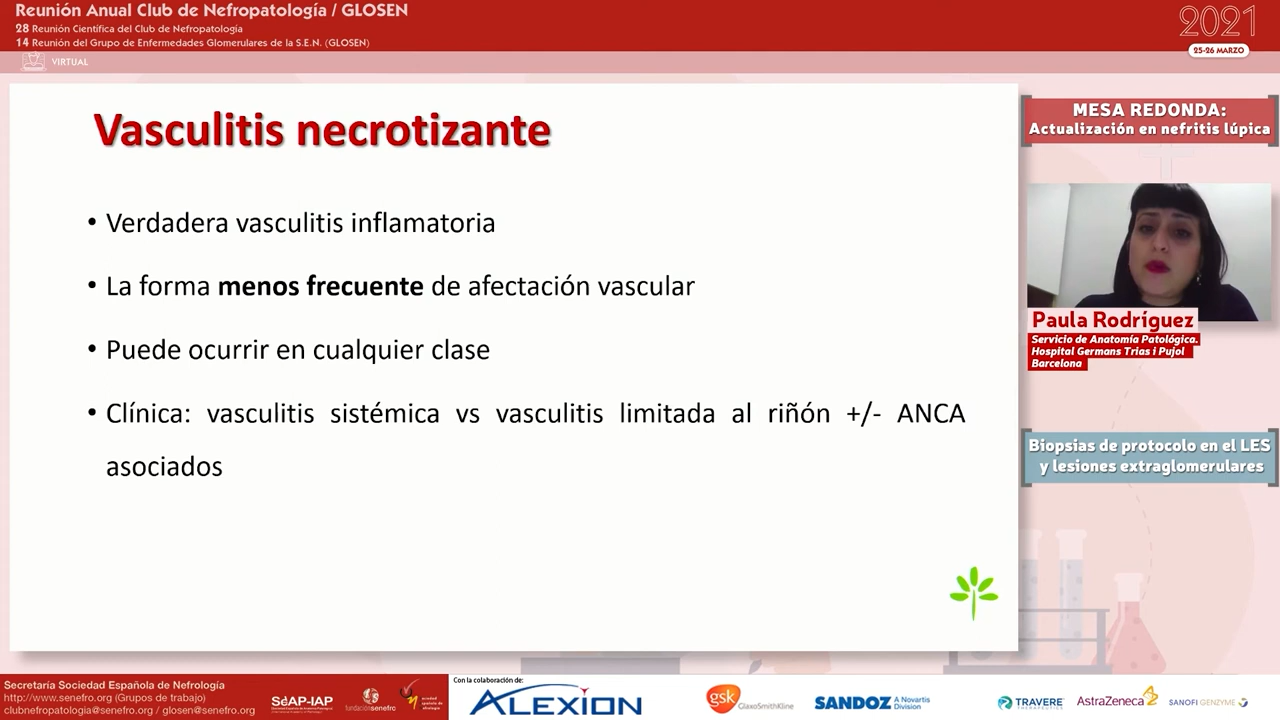 Reunión Anual Club de Nefropatología / GLOSEN
28 Reunión Científica del Club de Nefropatología
14 Reunión del Grupo de Enfermedades Glomerulares de la S.E.N. (GLOSEN)
2021
25-26 MARZO
VIRTUAL
Vasculitis necrotizante
• Verdadera vasculitis inflamatoria
• La forma menos frecuente de afectación vascular
• Puede ocurrir en cualquier clase
• Clínica: vasculitis sistémica vs vasculitis limitada al riñón +/- ANCA
asociados
MESA REDONDA:
Actualización en nefritis lúpica
Paula Rodríguez
Servicio de Anatomía Patológica.
Hospital Germans Trias i Pujol
Barcelona
Biopsias de protocolo en el LES
y lesiones extraglomerulares
Secretaría Sociedad Española de Nefrología
http://www.senefro.org (Grupos de trabajo)
clubnefropatologia@senefro.org / glosen@senefro.org
SEAP-IAP
fundaciónsenefro
Con la colaboración de:
ALEXION
gsk
GlaxoSmithKline
SANDOZ A Novartis
Division
TRAVERE
THERAPEUTICS
AstraZeneca
SANOFI GENZYME